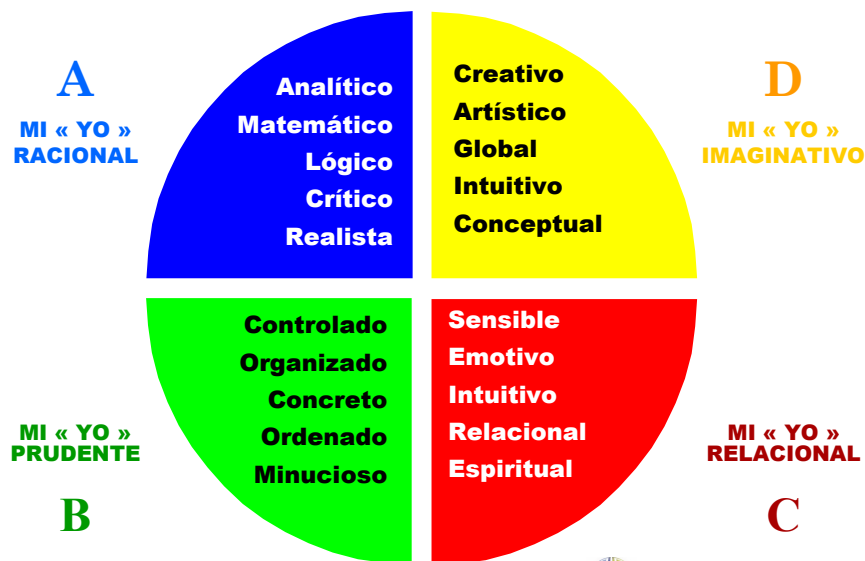 A
MI « YO »
RACIONAL
Analítico
Matemático
Lógico
Crítico
Realista
Creativo
Artístico
Global
Intuitivo
Conceptual
D
MI « YO »
IMAGINATIVO
MI « YO »
PRUDENTE
B
Controlado
Organizado
Concreto
Ordenado
Minucioso
Sensible
Emotivo
Intuitivo
Relacional
Espiritual
MI « YO »
RELACIONAL
C